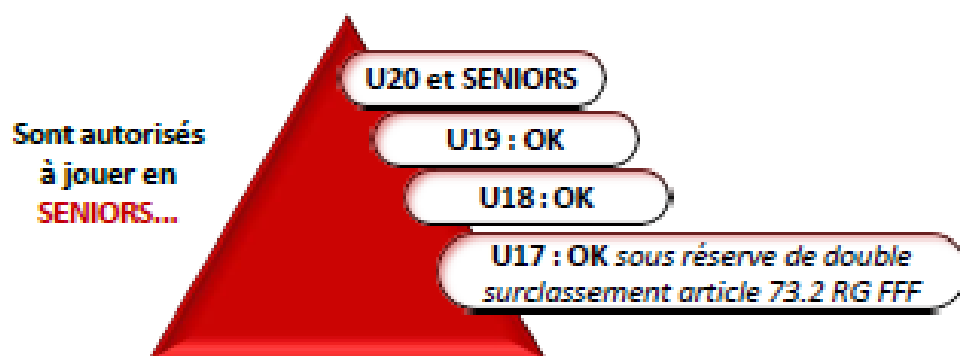 U20 et SENIORS
Sont autorisés
à jouer en
SENIORS...
U19 : OK
U18 : OK
U17 : OK sous réserve de double
surclassement article 73.2 RG FFF